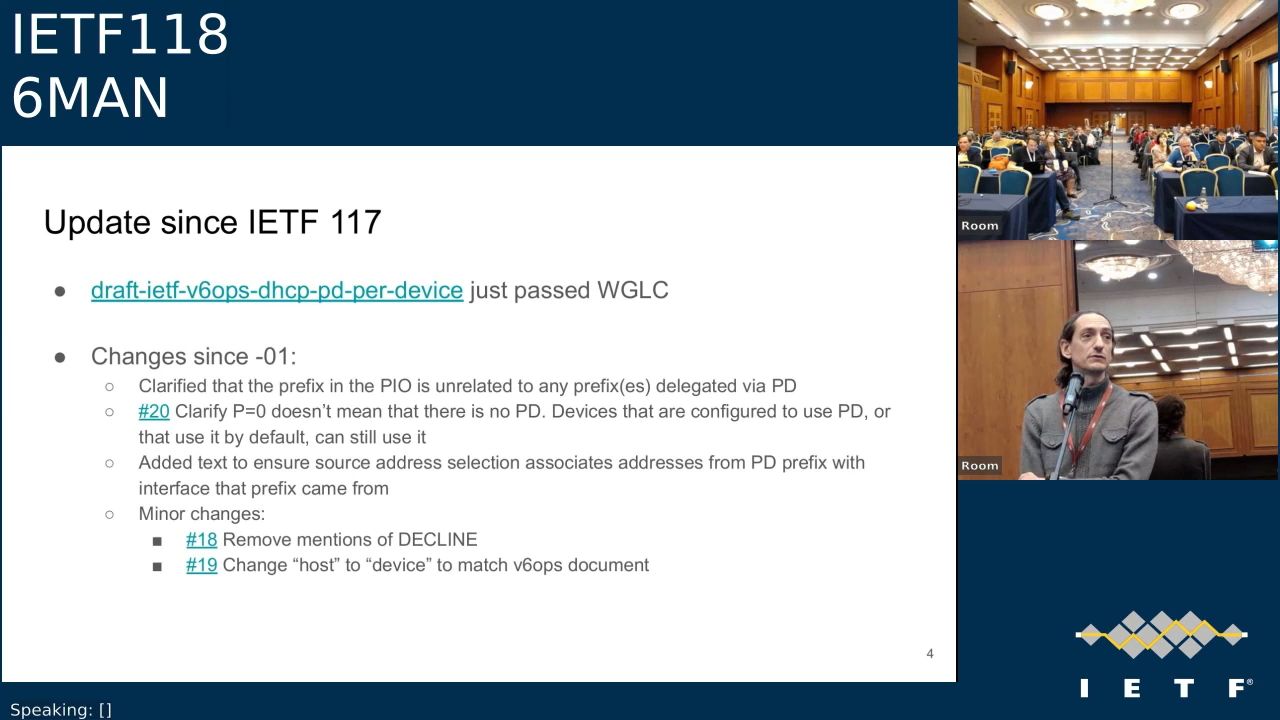 IETF118
6MAN
Update since IETF 117
● draft-ietf-v6ops-dhcp-pd-per-device just passed WGLC
● Changes since -01:
○ Clarified that the prefix in the PIO is unrelated to any prefix(es) delegated via PD
○ #20 Clarify P=0 doesn’t mean that there is no PD. Devices that are configured to use PD, or
that use it by default, can still use it
○ Added text to ensure source address selection associates addresses from PD prefix with
interface that prefix came from
○ Minor changes:
■ #18 Remove mentions of DECLINE
■ #19 Change “host” to “device” to match v6ops document
4
Room
Room
I E T F®
Speaking: []